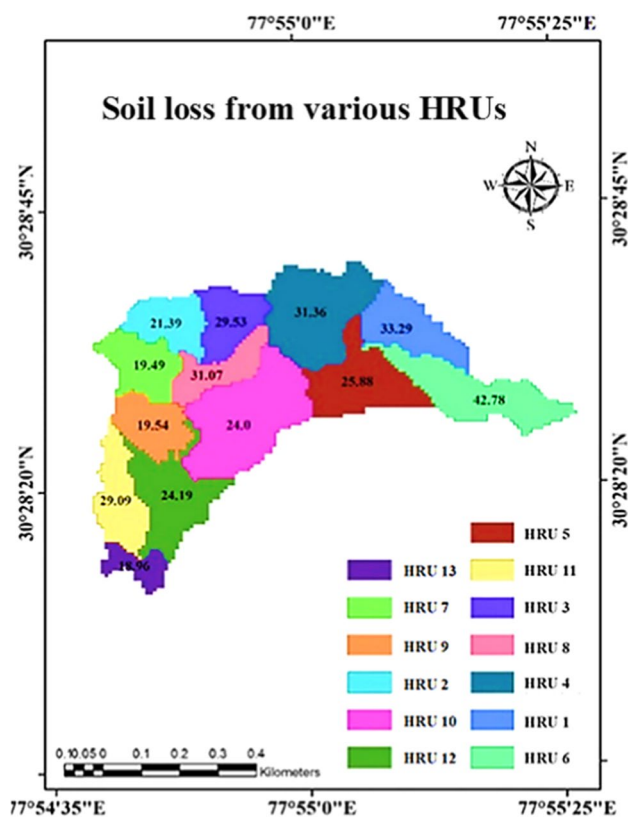 77°55'0"E 77°55'25"E
Soil loss from various HRUs
N
W E
S
30°28'45"N 30°28'45"N
31.36
21.39 29.53 33.29
19.49 31.07 25.88
42.78
19.54 24.0
24.19
29.09
30°28'20"N 30°28'20"N
18.96
HRU 5
HRU 13 HRU 11
HRU 7 HRU 3
HRU 9 HRU 8
HRU 2 HRU 4
HRU 10 HRU 1
HRU 12 HRU 6
0.10.05 0 0.1 0.2 0.3 0.4
Kilometers
77°54'35"E 77°55'0"E 77°55'25"E